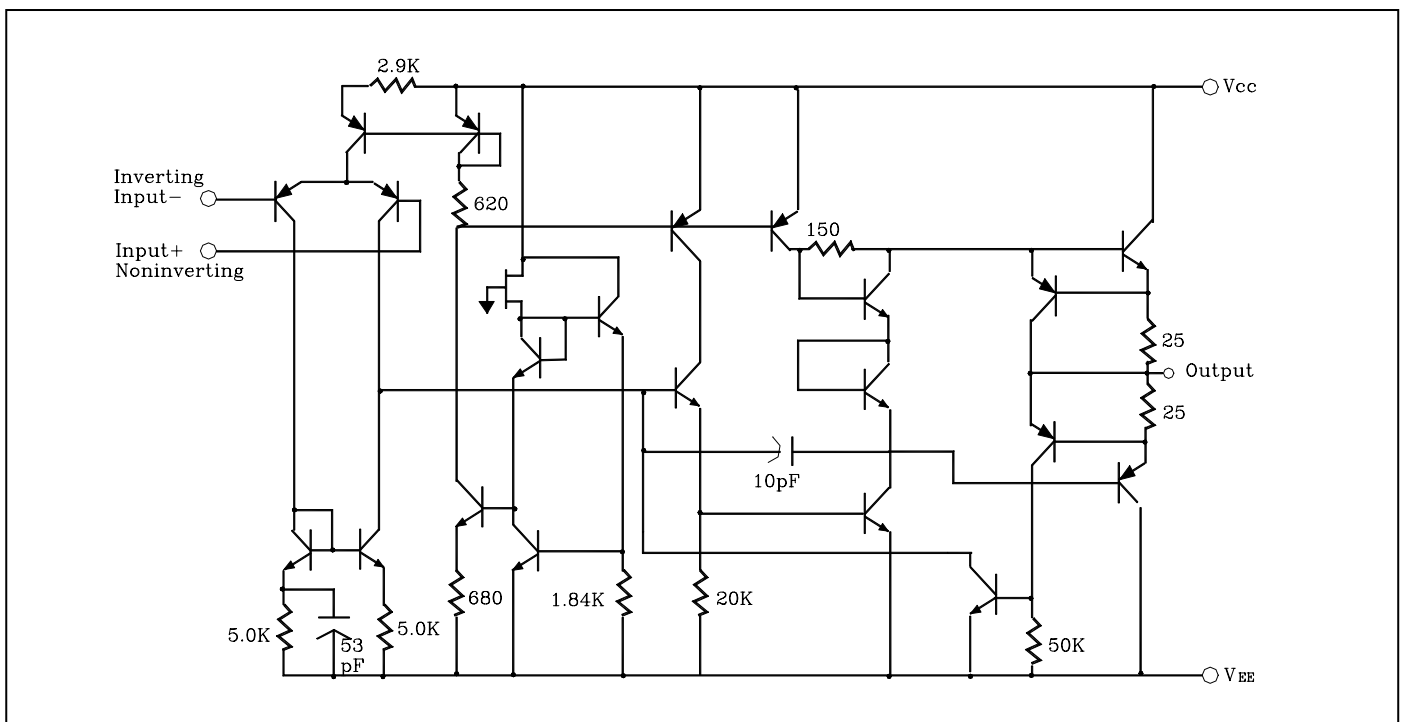 2.9K
Vcc
Inverting
Input−
620
150
Input+
Noninverting
25
Output
25
10pF
680
1.84K
20K
5.0K
53
pF
5.0K
50K
VEE